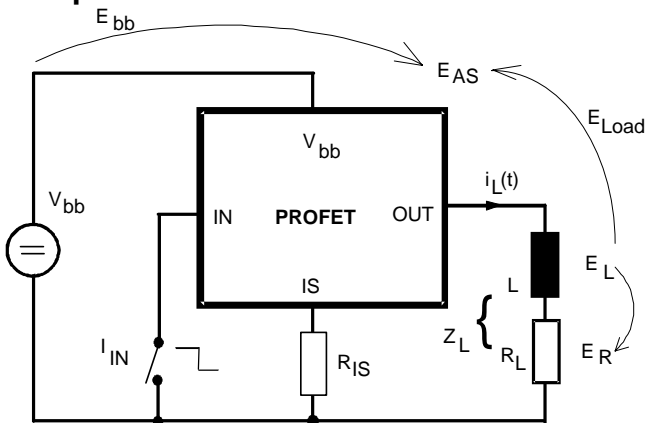 E bb
E AS
E Load
V bb
V bb
i L (t)
IN
PROFET
OUT
IS
L
E L
Z L
{
R L
E R
I IN
R IS